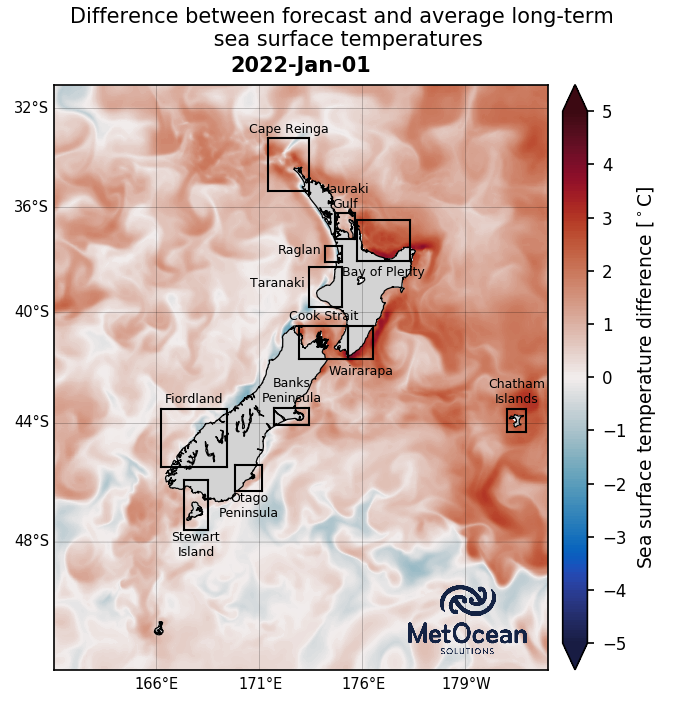 Difference between forecast and average long-term
sea surface temperatures
2022-Jan-01
32°S
36°S
40°S
44°S
48°S
166°E
171°E
176°E
179°W
Cape Reinga
Hauraki
Gulf
Raglan
Bay of Plenty
Taranaki
Cook Strait
Wairarapa
Banks
Peninsula
Fiordland
Chatham
Islands
Otago
Peninsula
Stewart
Island
MetOcean
SOLUTIONS
5
4
3
2
1
0
−1
−2
−3
−4
−5
Sea surface temperature difference [°C]